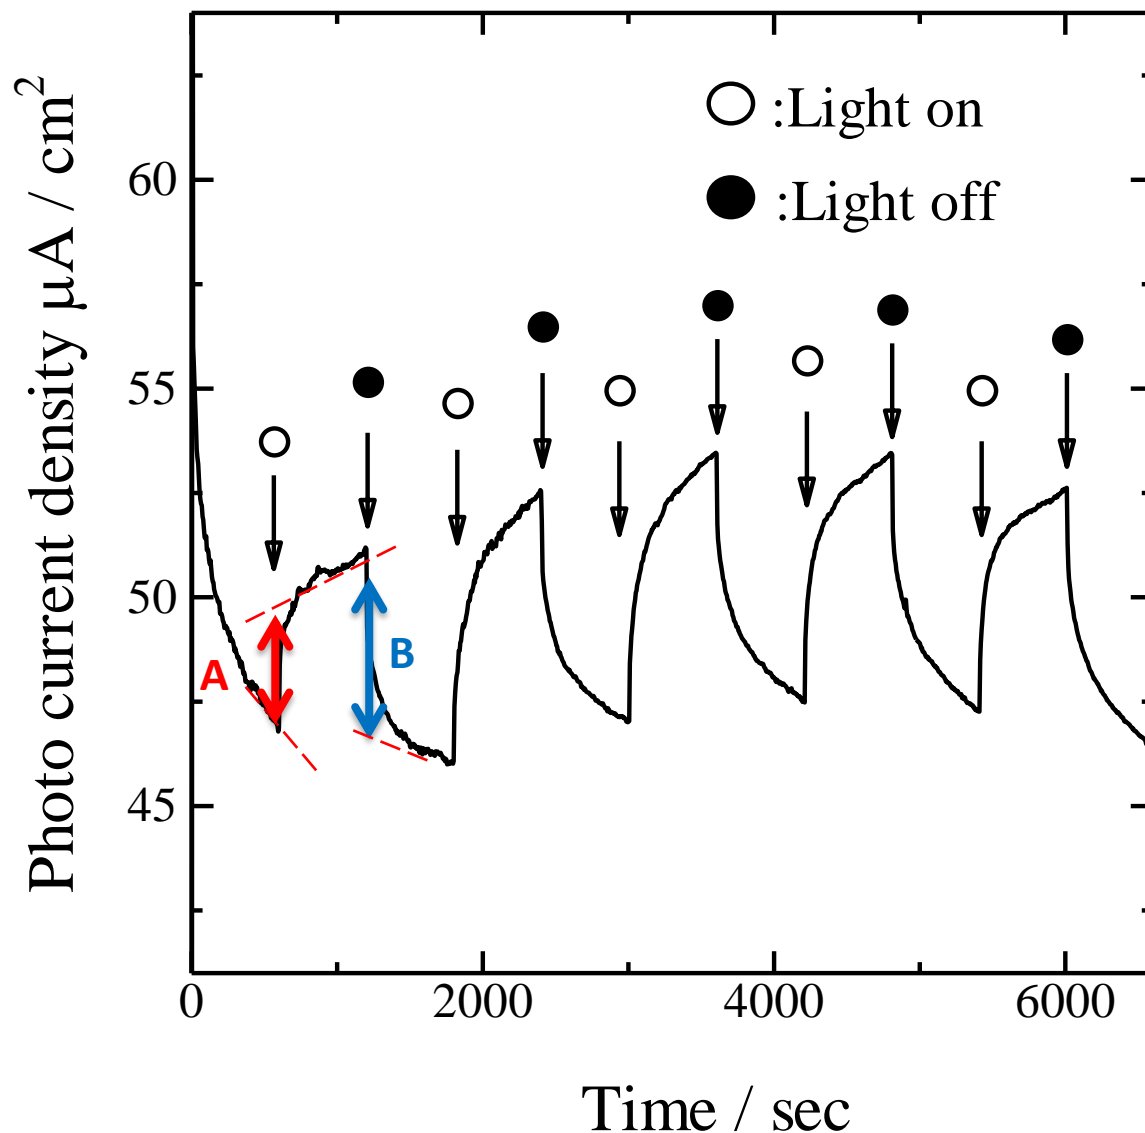 Photo current density μA / cm²
60
55
50
45
:Light on
:Light off
A
B
0
2000
4000
6000
Time / sec